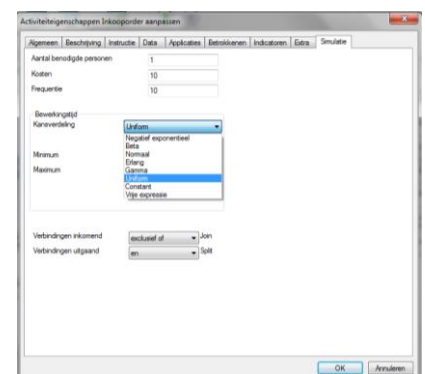 Activiteiteigenschappen Inkooporder aanpassen
Algemeen Beschrijving Instructie Data Applicaties Betrokkenen Indicatoren Extra Simulatie
Aantal benodigde personen 1
Kosten 10
Frequentie 10
Bewerkingstijd
Kansverdeling Uniform
Negatief exponentieel
Beta
Minimum Normaal
Erlang
Maximum Gamma
Uniform
Constant
Vrije expressie
Verbindingen inkomend exclusief of Join
Verbindingen uitgaand en Split
OK Annuleren